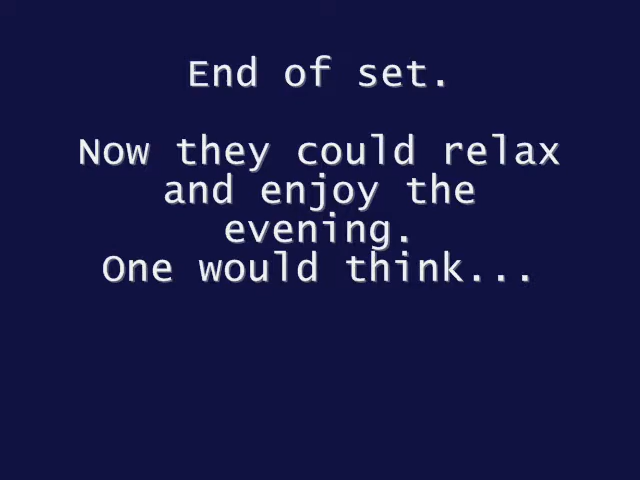 End of set.
Now they could relax
and enjoy the
evening.
One would think...